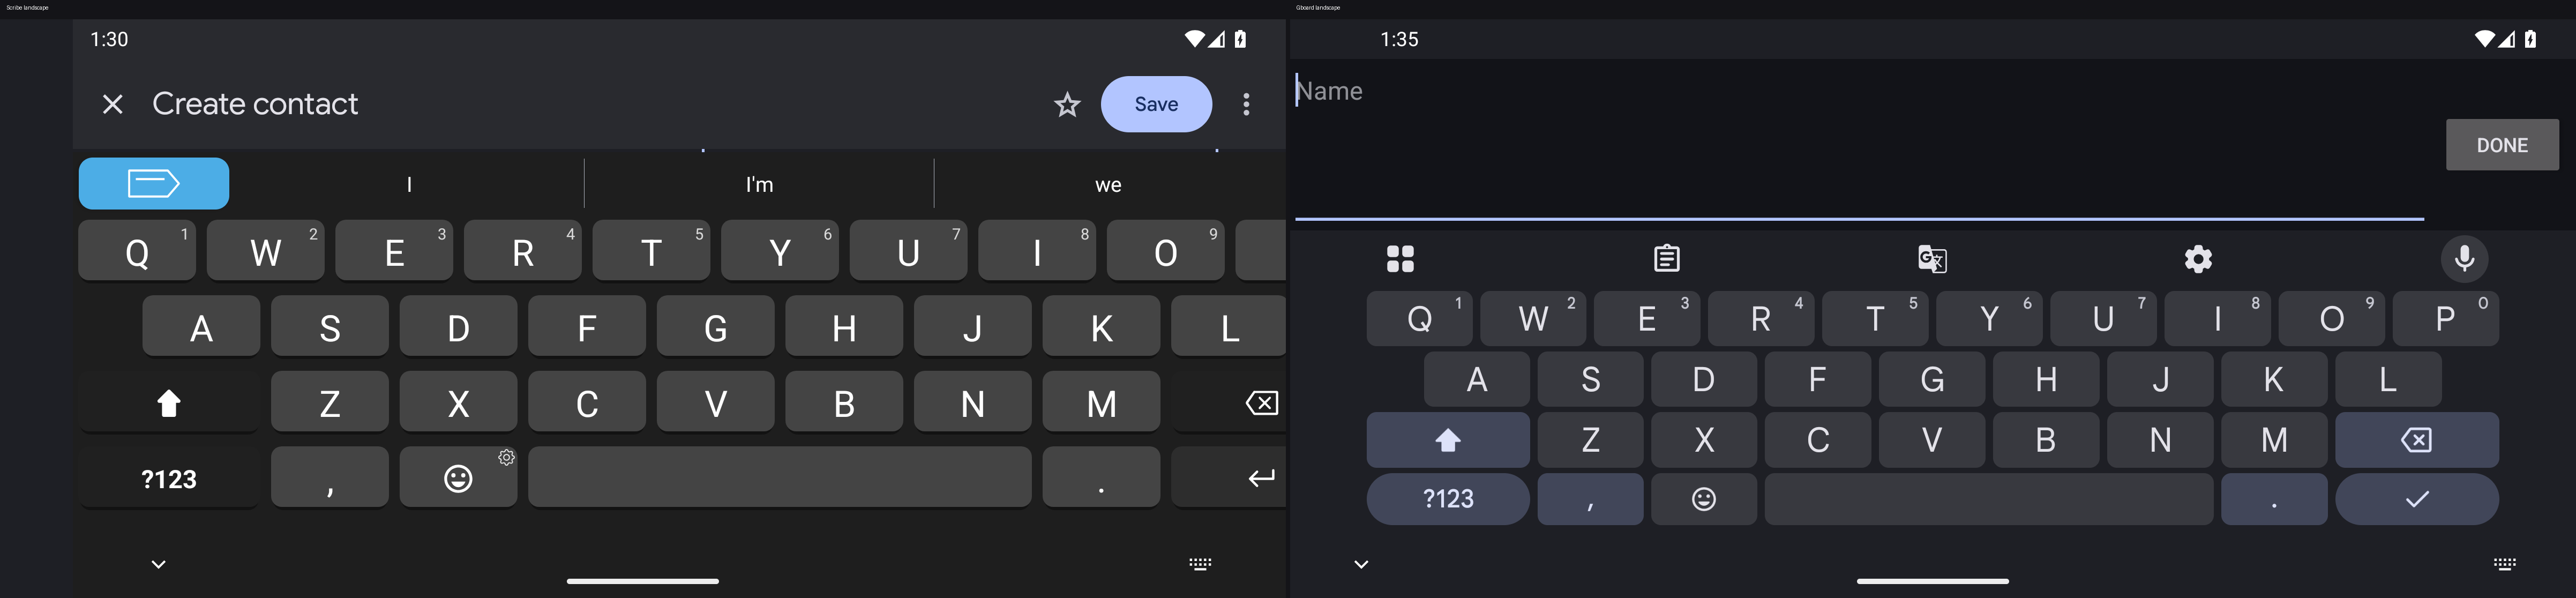 Scribe landscape
1:30
Create contact Save
I I'm we
Q 1 W 2 E 3 R 4 T 5 Y 6 U 7 I 8 O 9
A S D F G H J K L
Z X C V B N M
?123 , .
Gboard landscape
1:35
Name
DONE
Q 1 W 2 E 3 R 4 T 5 Y 6 U 7 I 8 O 9 P 0
A S D F G H J K L
Z X C V B N M
?123 , .